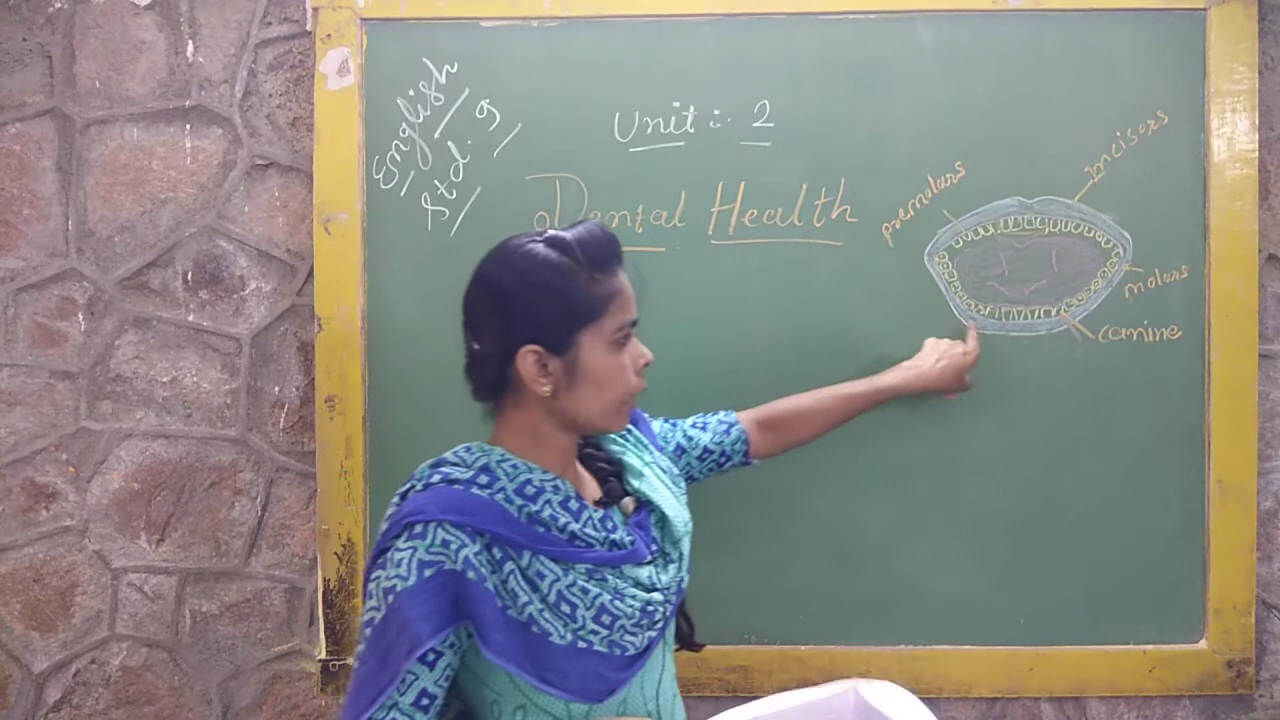 English
Std. 9
Unit :- 2
Dental Health
premolars
Incisors
molars
canine